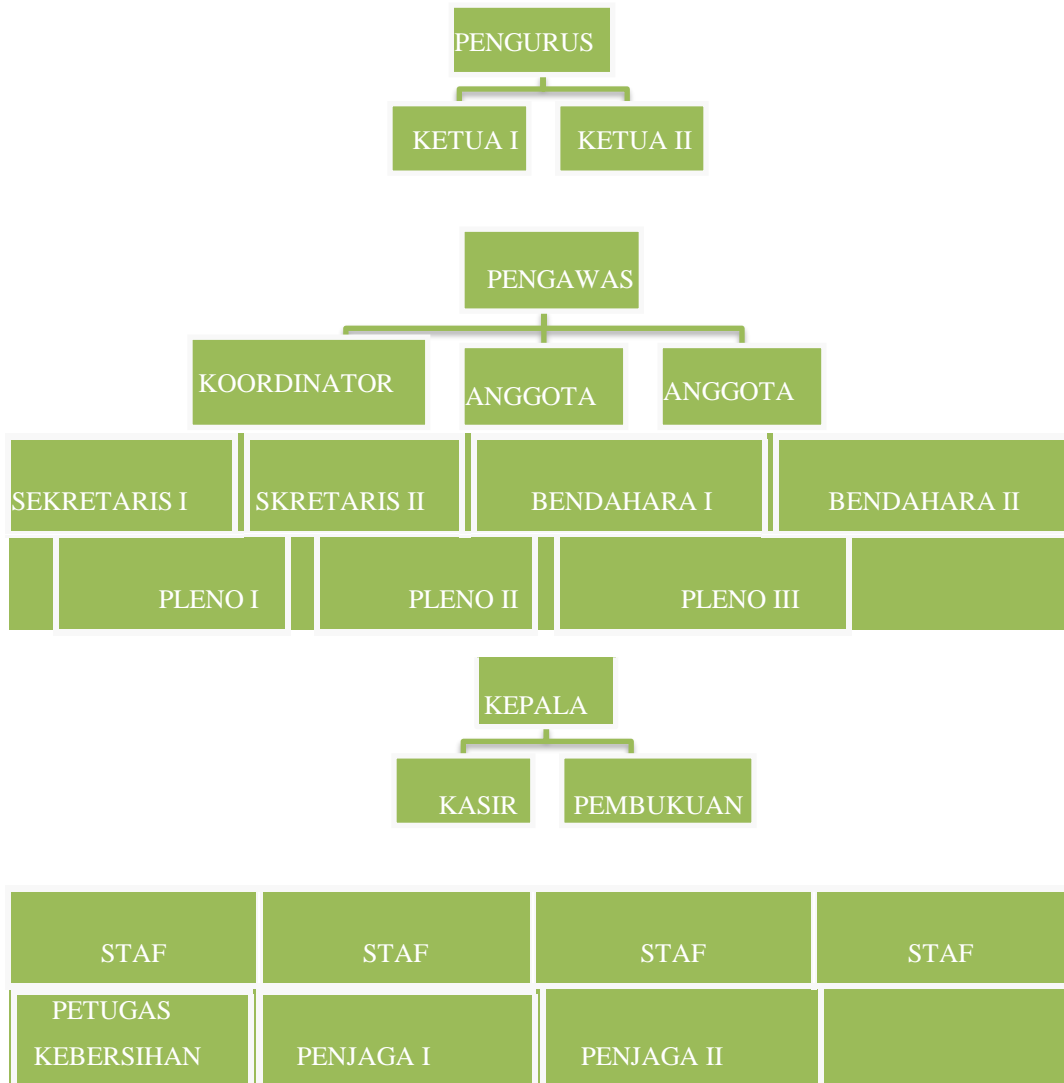 PENGURUS
KETUA I
KETUA II
PENGAWAS
KOORDINATOR
ANGGOTA
ANGGOTA
SEKRETARIS I
SKRETARIS II
BENDAHARA I
BENDAHARA II
PLENO I
PLENO II
PLENO III
KEPALA
KASIR
PEMBUKUAN
STAF
STAF
STAF
STAF
PETUGAS
KEBERSIHAN
PENJAGA I
PENJAGA II